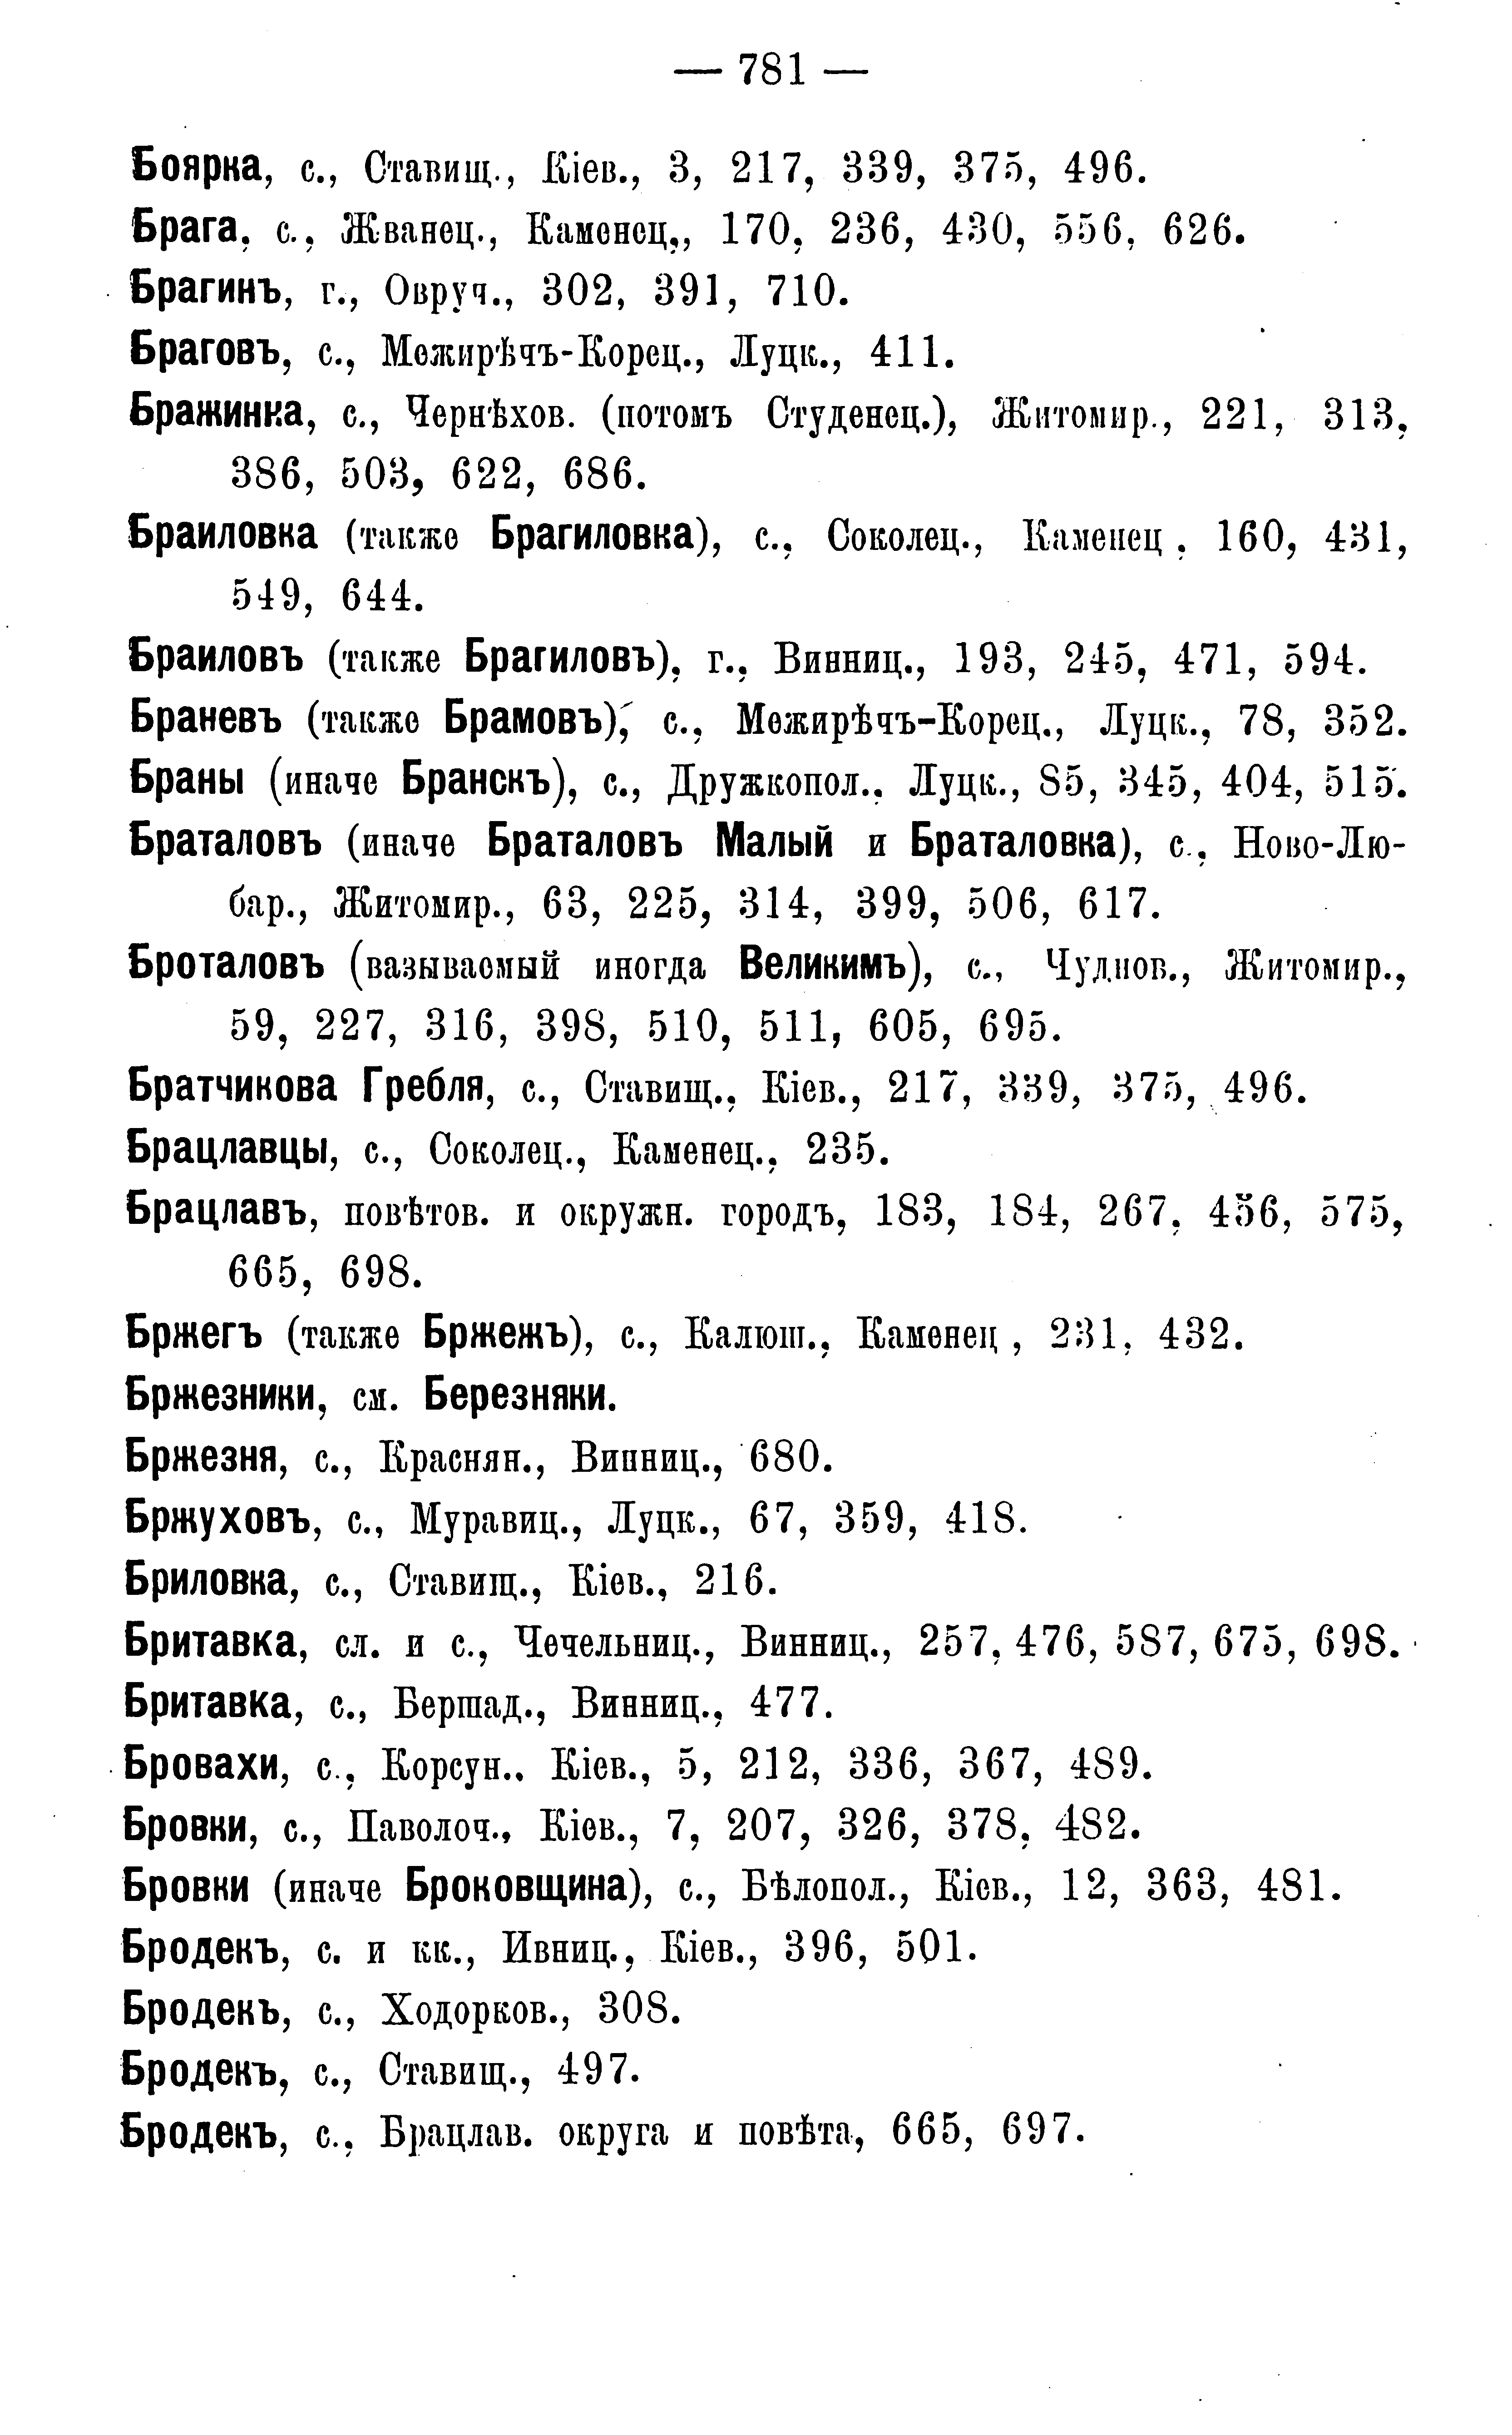 — 781 —
Боярка, с., Ставищ., Кіев., 3, 217, 339, 375, 496.
Брага, с., Жванец., Каменец., 170, 236, 430, 556, 626.
Брагинъ, г., Овруч., 302, 391, 710.
Браговъ, с., Межирѣчъ-Корец., Луцк., 411.
Бражинка, с., Чернѣхов. (потомъ Студенец.), Житомир., 221, 313,
386, 503, 622, 686.
Браиловка (также Брагиловка), с., Соколец., Каменец., 160, 431,
549, 644.
Браиловъ (также Брагиловъ), г., Винниц., 193, 245, 471, 594.
Браневъ (также Брамовъ), с., Межирѣчъ-Корец., Луцк., 78, 352.
Браны (иначе Бранскъ), с., Дружкопол., Луцк., 85, 345, 404, 515.
Браталовъ (иначе Браталовъ Малый и Браталовка), с., Ново-Лю-
бар., Житомир., 63, 225, 314, 399, 506, 617.
Броталовъ (вазываемый иногда Великимъ), с., Чуднов., Житомир.,
59, 227, 316, 398, 510, 511, 605, 695.
Братчикова Гребля, с., Ставищ., Кіев., 217, 339, 375, 496.
Брацлавцы, с., Соколец., Каменец., 235.
Брацлавъ, повѣтов. и окружн. городъ, 183, 184, 267, 456, 575,
665, 698.
Бржегъ (также Бржежъ), с., Калюш., Каменец , 231, 432.
Бржезники, см. Березняки.
Бржезня, с., Краснян., Винниц., 680.
Бржуховъ, с., Муравиц., Луцк., 67, 359, 418.
Бриловка, с., Ставищ., Кіев., 216.
Бритавка, сл. и с., Чечельниц., Винниц., 257, 476, 587, 675, 698.
Бритавка, с., Бершад., Винниц., 477.
Бровахи, с., Корсун., Кіев., 5, 212, 336, 367, 489.
Бровки, с., Паволоч., Кіев., 7, 207, 326, 378, 482.
Бровки (иначе Броковщина), с., Бѣлопол., Кіев., 12, 363, 481.
Бродекъ, с. и кк., Ивниц., Кіев., 396, 501.
Бродекъ, с., Ходорков., 308.
Бродекъ, с., Ставищ., 497.
Бродекъ, с., Брацлав. округа и повѣта, 665, 697.